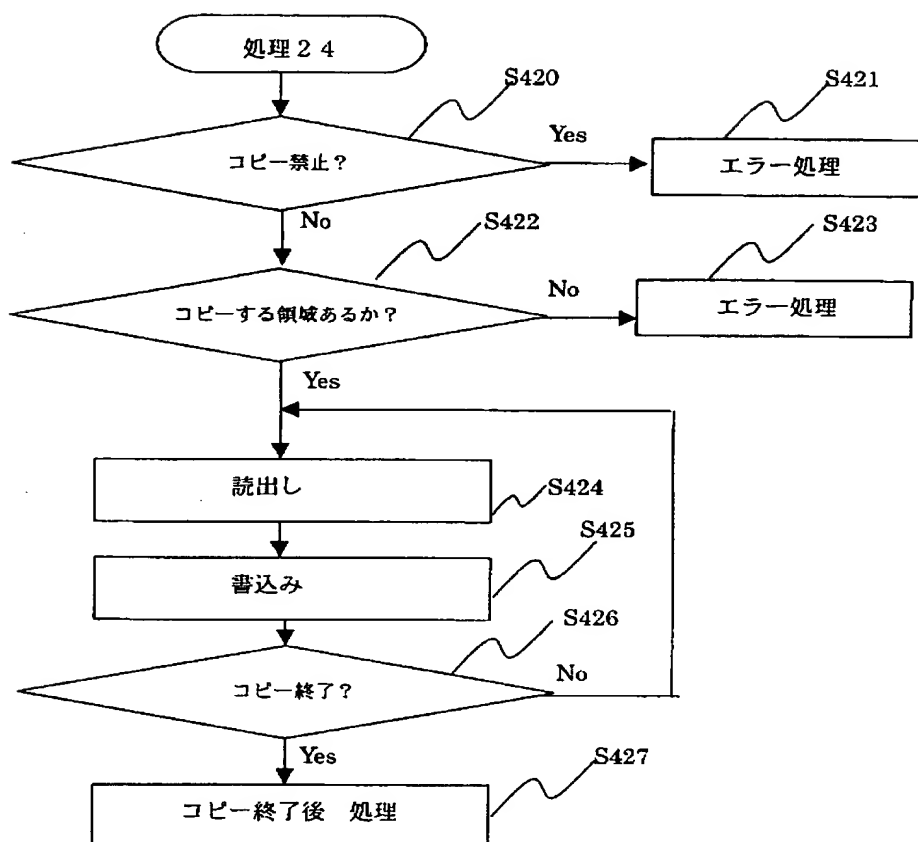 処理２４
S420
S421
コピー禁止？
Yes
エラー処理
No
S422
S423
コピーする領域あるか？
No
エラー処理
Yes
読出し
S424
S425
書込み
S426
コピー終了？
No
Yes
S427
コピー終了後　処理